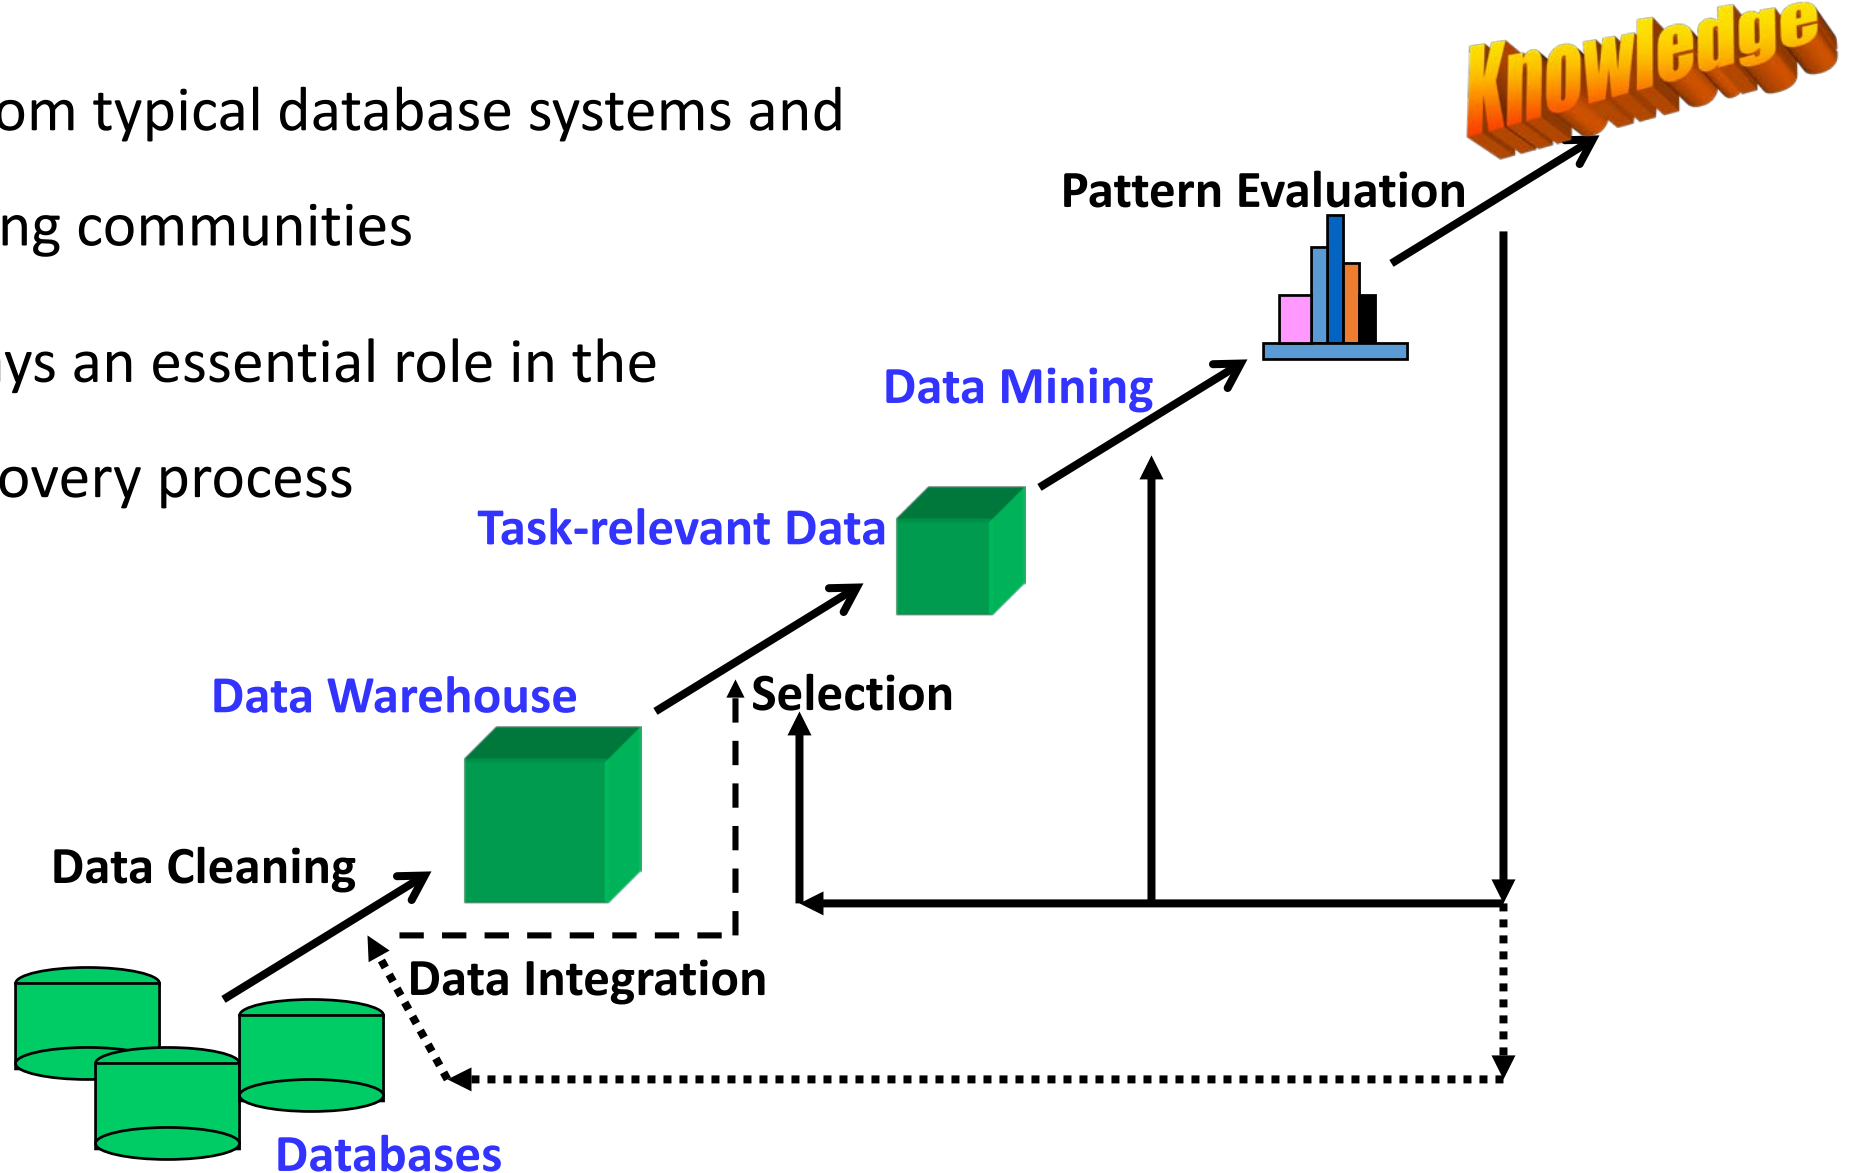 Knowledge
om typical database systems and
Pattern Evaluation
ng communities
ys an essential role in the
Data Mining
overy process
Task-relevant Data
Data Warehouse
Selection
Data Cleaning
Data Integration
Databases